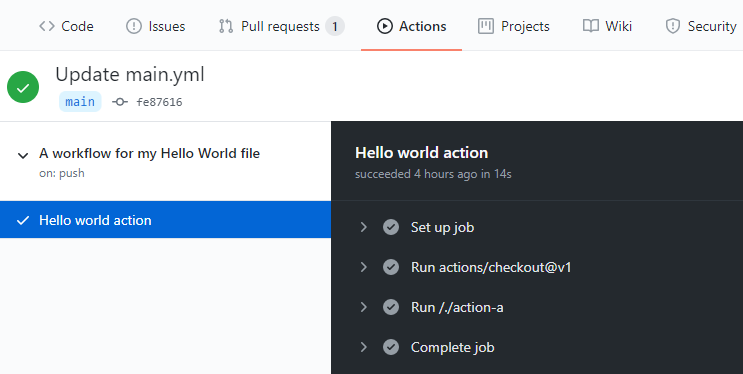 Code Issues Pull requests 1 Actions Projects Wiki Security
Update main.yml
main fe87616
A workflow for my Hello World file
on: push
Hello world action
Hello world action
succeeded 4 hours ago in 14s
Set up job
Run actions/checkout@v1
Run /./action-a
Complete job